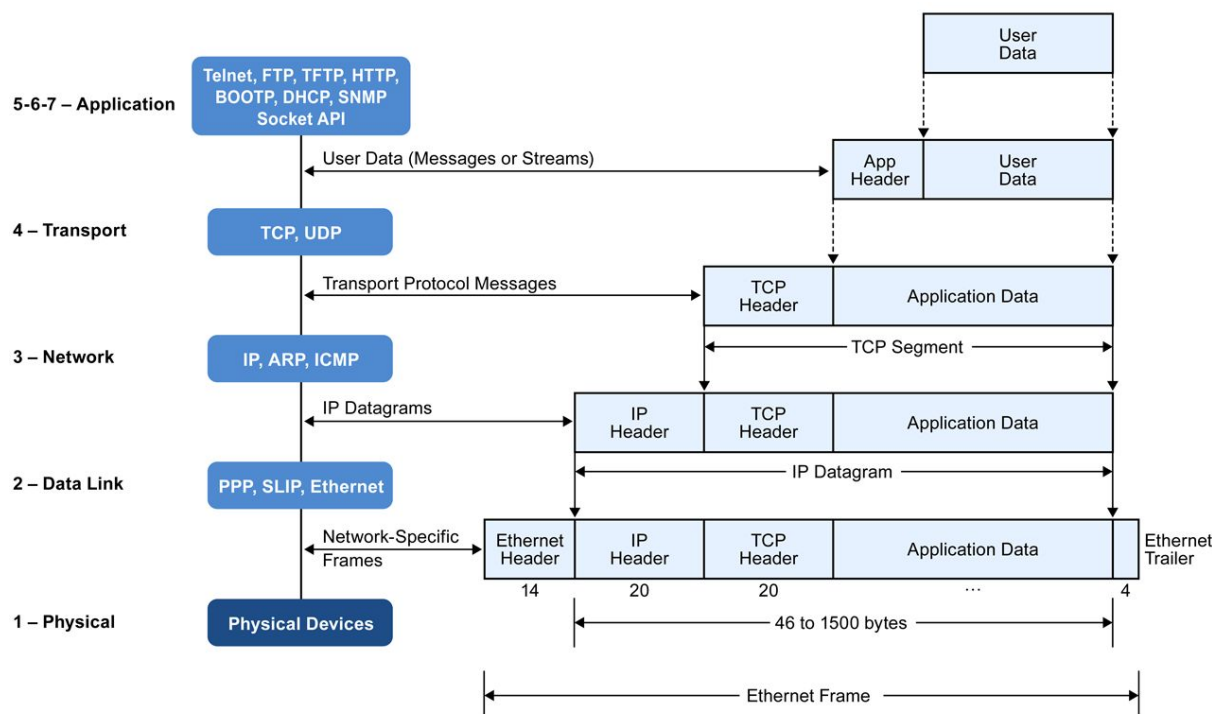 User
Data
Telnet, FTP, TFTP, HTTP,
BOOTP, DHCP, SNMP
Socket API
5-6-7 – Application
User Data (Messages or Streams)
App
Header
User
Data
4 – Transport
TCP, UDP
Transport Protocol Messages
TCP
Header
Application Data
TCP Segment
3 – Network
IP, ARP, ICMP
IP Datagrams
IP
Header
TCP
Header
Application Data
IP Datagram
2 – Data Link
PPP, SLIP, Ethernet
Network-Specific
Frames
Ethernet
Header
IP
Header
TCP
Header
Application Data
Ethernet
Trailer
14
20
20
...
4
1 – Physical
Physical Devices
46 to 1500 bytes
Ethernet Frame